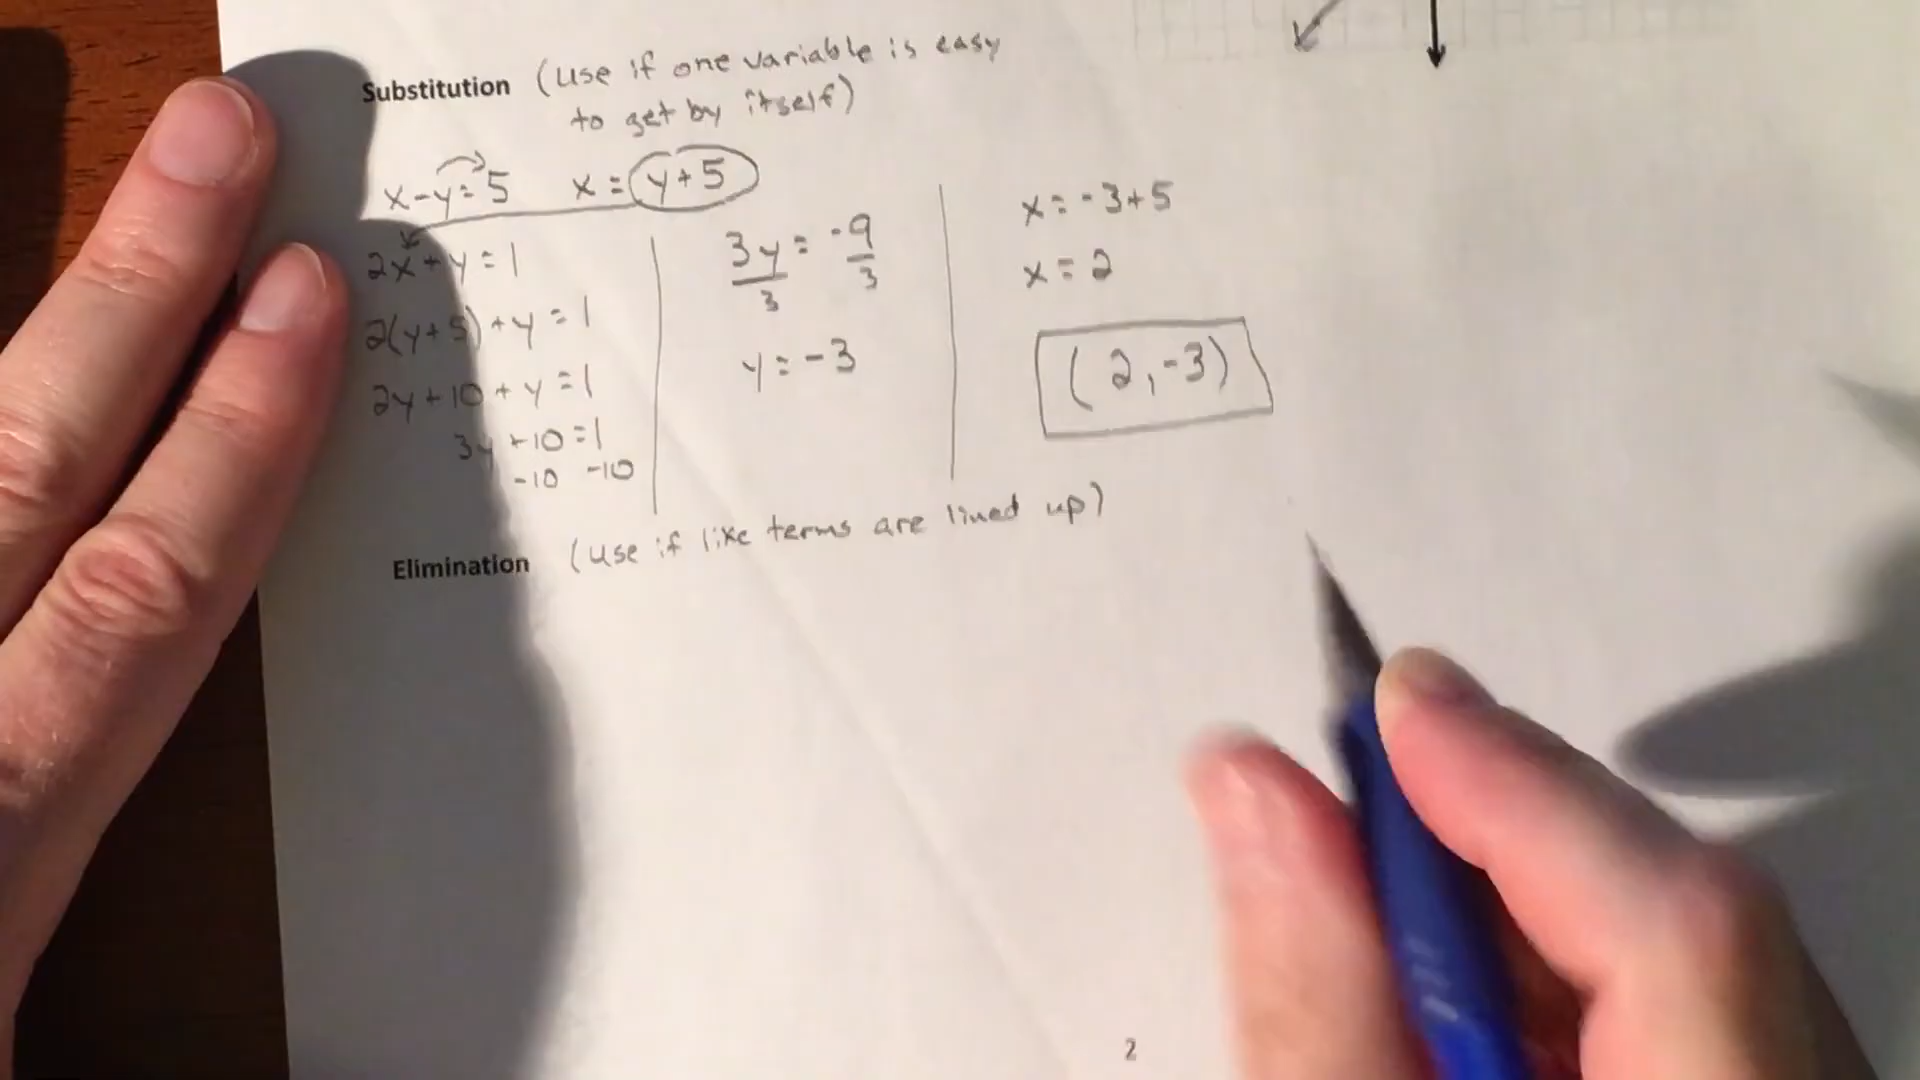 Substitution (use if one variable is easy
to get by itself)
x-y=5 x = y+5
2x+y=1
2(y+5)+y=1
2y+10+y=1
3y+10=1
-10 -10
3y = -9
3 3
y = -3
x = -3+5
x = 2
(2,-3)
Elimination (use if like terms are lined up)
2